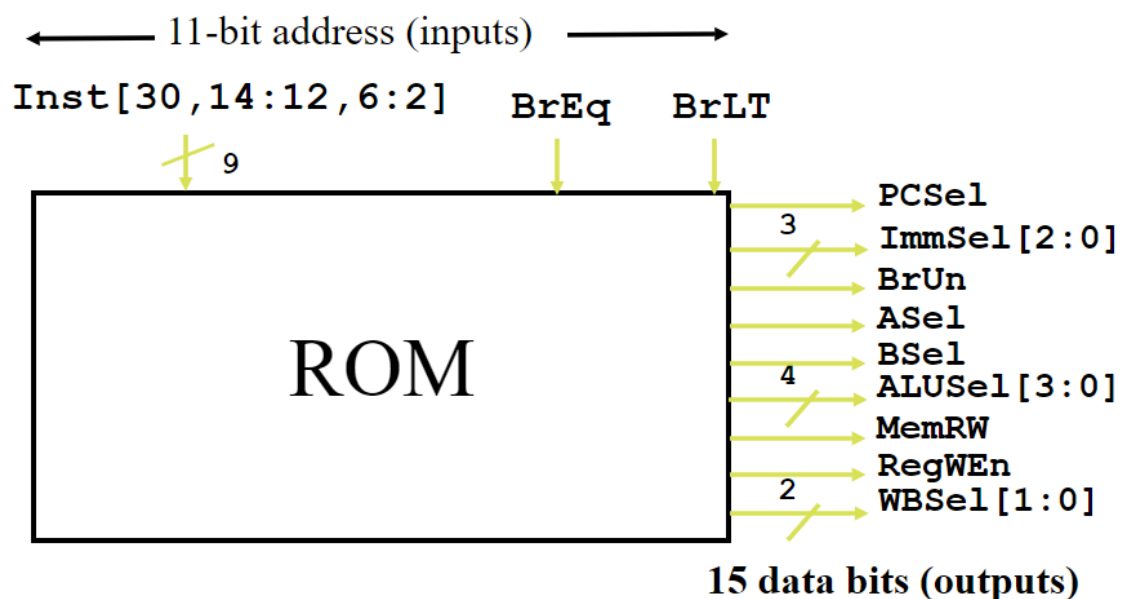 11-bit address (inputs)
Inst[30,14:12,6:2] BrEq BrLT
9
PCSel
3
ImmSel[2:0]
BrUn
ASel
ROM
BSel
4
ALUSel[3:0]
MemRW
RegWEn
2
WBSel[1:0]
15 data bits (outputs)